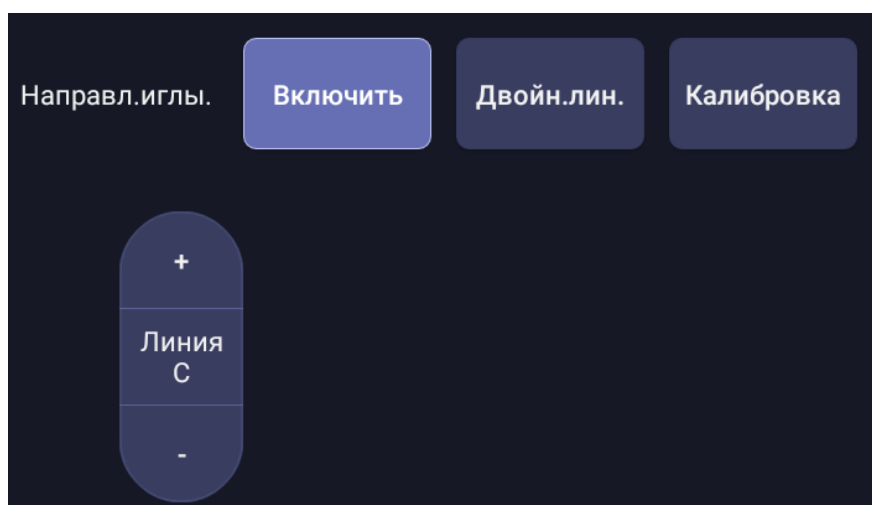 Направл.иглы.
Включить
Двойн.лин.
Калибровка
+
Линия
С
-